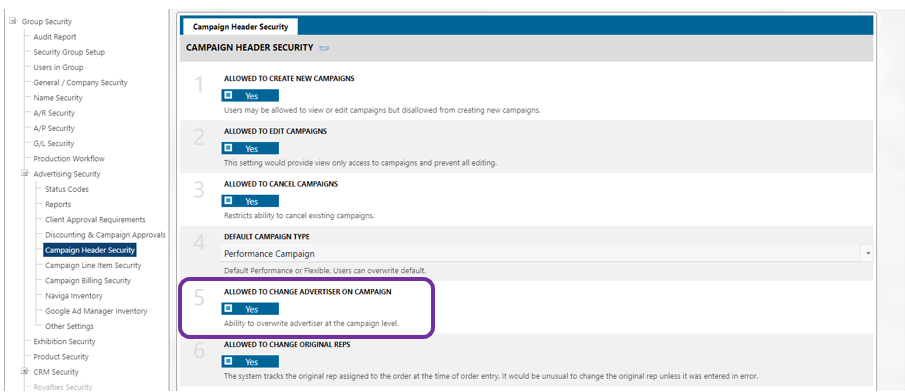 Group Security
Audit Report
Security Group Setup
Users in Group
General / Company Security
Name Security
A/R Security
A/P Security
G/L Security
Production Workflow
Advertising Security
Status Codes
Reports
Client Approval Requirements
Discounting & Campaign Approvals
Campaign Header Security
Campaign Line Item Security
Campaign Billing Security
Naviga Inventory
Google Ad Manager Inventory
Other Settings
Exhibition Security
Product Security
CRM Security
Royalties Security
Campaign Header Security
CAMPAIGN HEADER SECURITY TOP
1 ALLOWED TO CREATE NEW CAMPAIGNS
Yes
Users may be allowed to view or edit campaigns but disallowed from creating new campaigns.
2 ALLOWED TO EDIT CAMPAIGNS
Yes
This setting would provide view only access to campaigns and prevent all editing.
3 ALLOWED TO CANCEL CAMPAIGNS
Yes
Restricts ability to cancel existing campaigns.
4 DEFAULT CAMPAIGN TYPE
Performance Campaign
Default Performance or Flexible. Users can overwrite default.
5 ALLOWED TO CHANGE ADVERTISER ON CAMPAIGN
Yes
Ability to overwrite advertiser at the campaign level.
6 ALLOWED TO CHANGE ORIGINAL REPS
Yes
The system tracks the original rep assigned to the order at the time of order entry. It would be unusual to change the original rep unless it was entered in error.